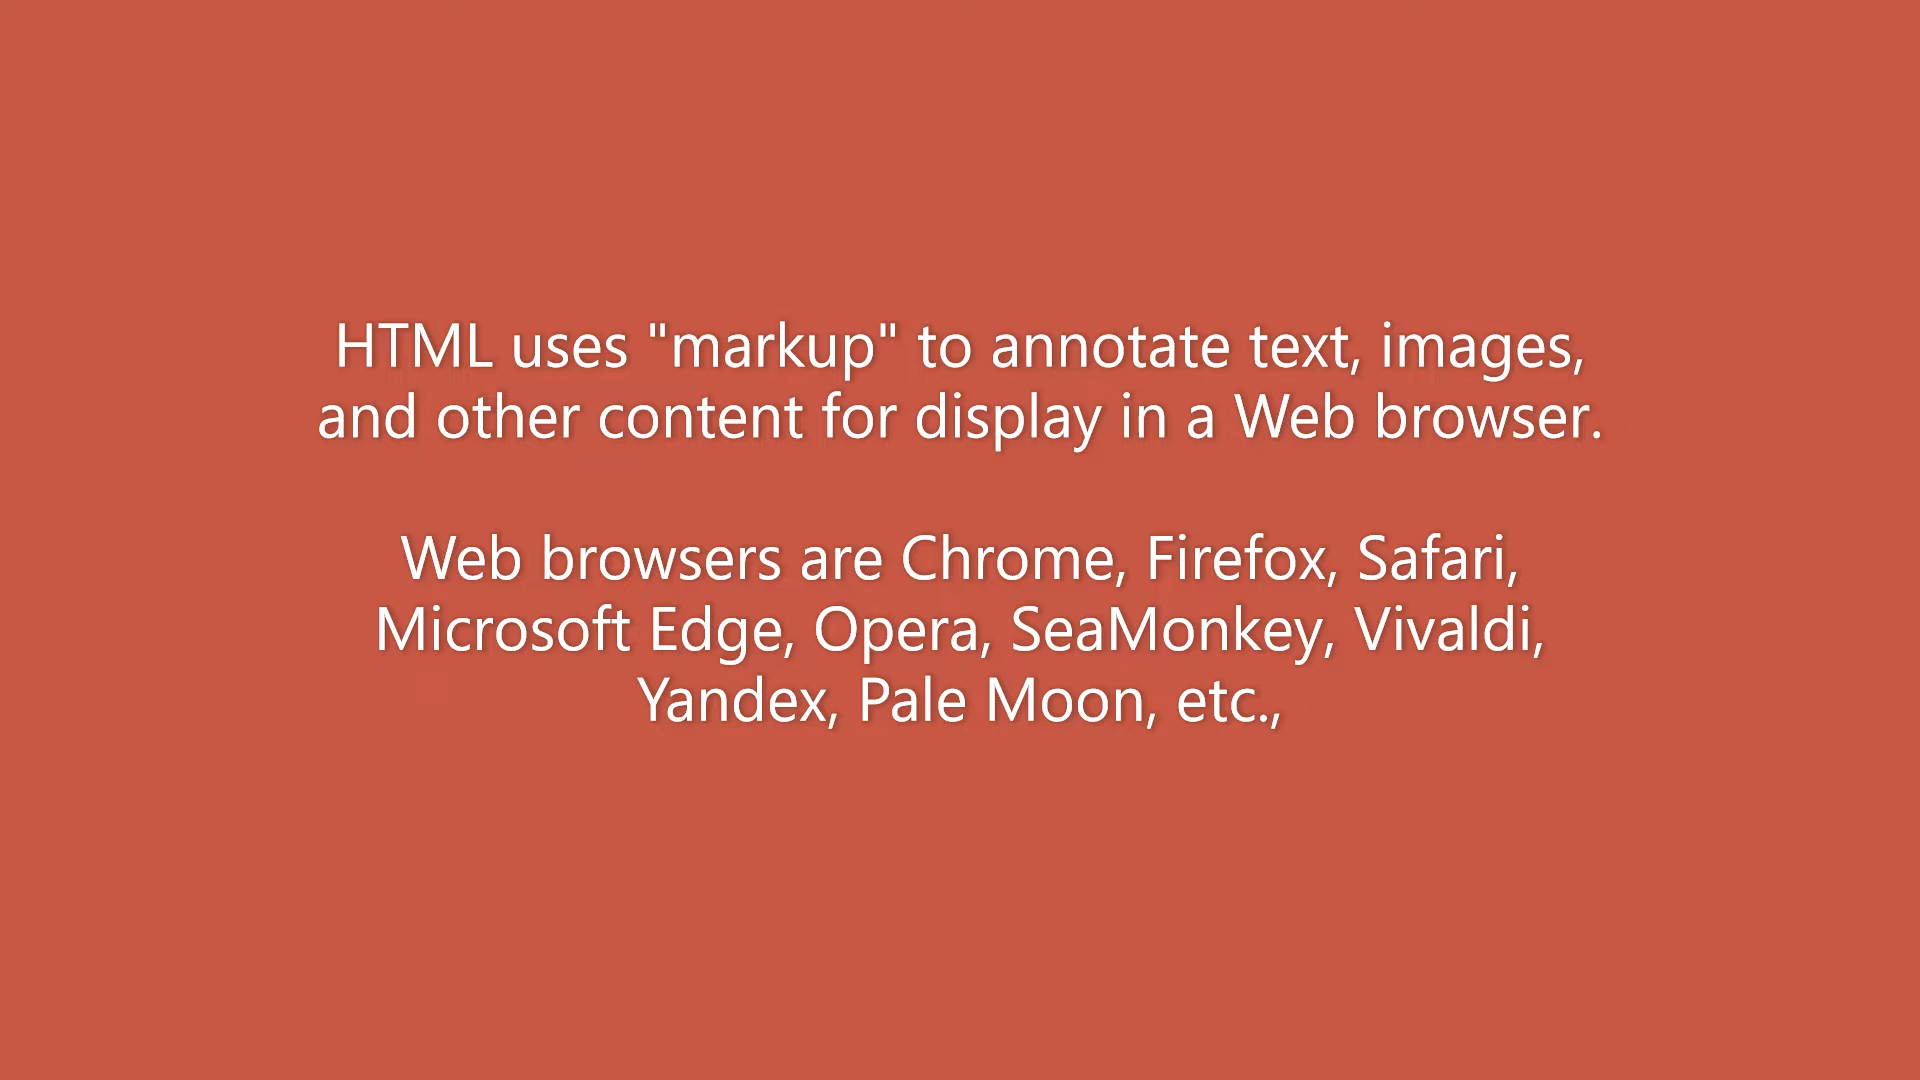 HTML uses "markup" to annotate text, images,
and other content for display in a Web browser.
Web browsers are Chrome, Firefox, Safari,
Microsoft Edge, Opera, SeaMonkey, Vivaldi,
Yandex, Pale Moon, etc.,